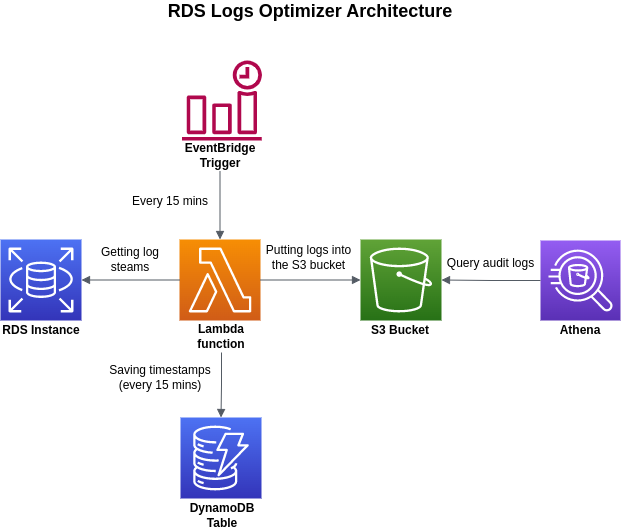 RDS Logs Optimizer Architecture
EventBridge
Trigger
Every 15 mins
Getting log
steams
Putting logs into
the S3 bucket
Query audit logs
RDS Instance
Lambda
function
S3 Bucket
Athena
Saving timestamps
(every 15 mins)
DynamoDB
Table